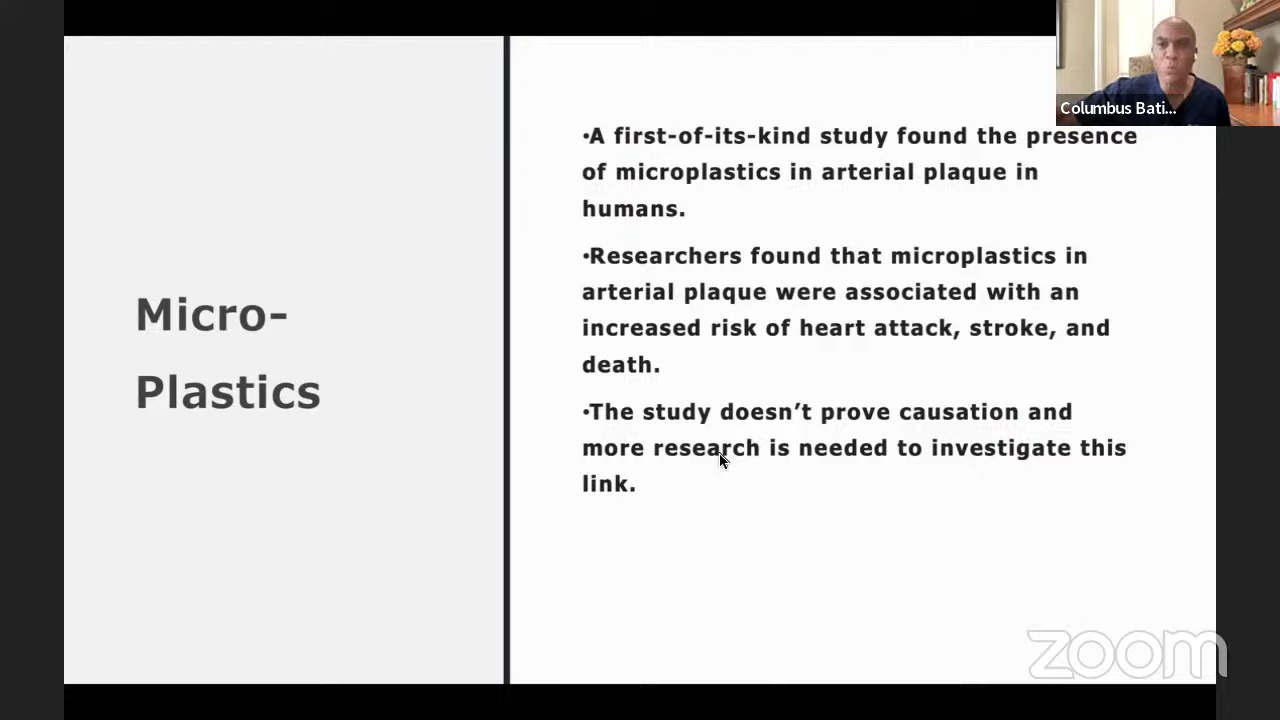 Columbus Bati...
Micro-
Plastics
•A first-of-its-kind study found the presence
of microplastics in arterial plaque in
humans.
•Researchers found that microplastics in
arterial plaque were associated with an
increased risk of heart attack, stroke, and
death.
•The study doesn’t prove causation and
more research is needed to investigate this
link.
zoom